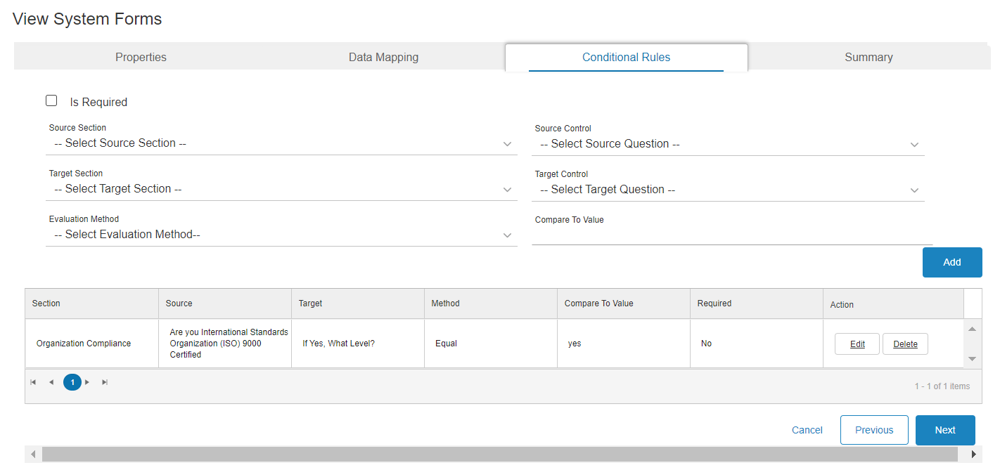 View System Forms
Properties Data Mapping Conditional Rules Summary
Is Required
Source Section Source Control
-- Select Source Section -- -- Select Source Question --
Target Section Target Control
-- Select Target Section -- -- Select Target Question --
Evaluation Method Compare To Value
-- Select Evaluation Method--
Add
Section Source Target Method Compare To Value Required Action
Are you International Standards
Organization Compliance Organization (ISO) 9000 If Yes, What Level? Equal yes No Edit Delete
Certified
1
1 - 1 of 1 items
Cancel Previous Next